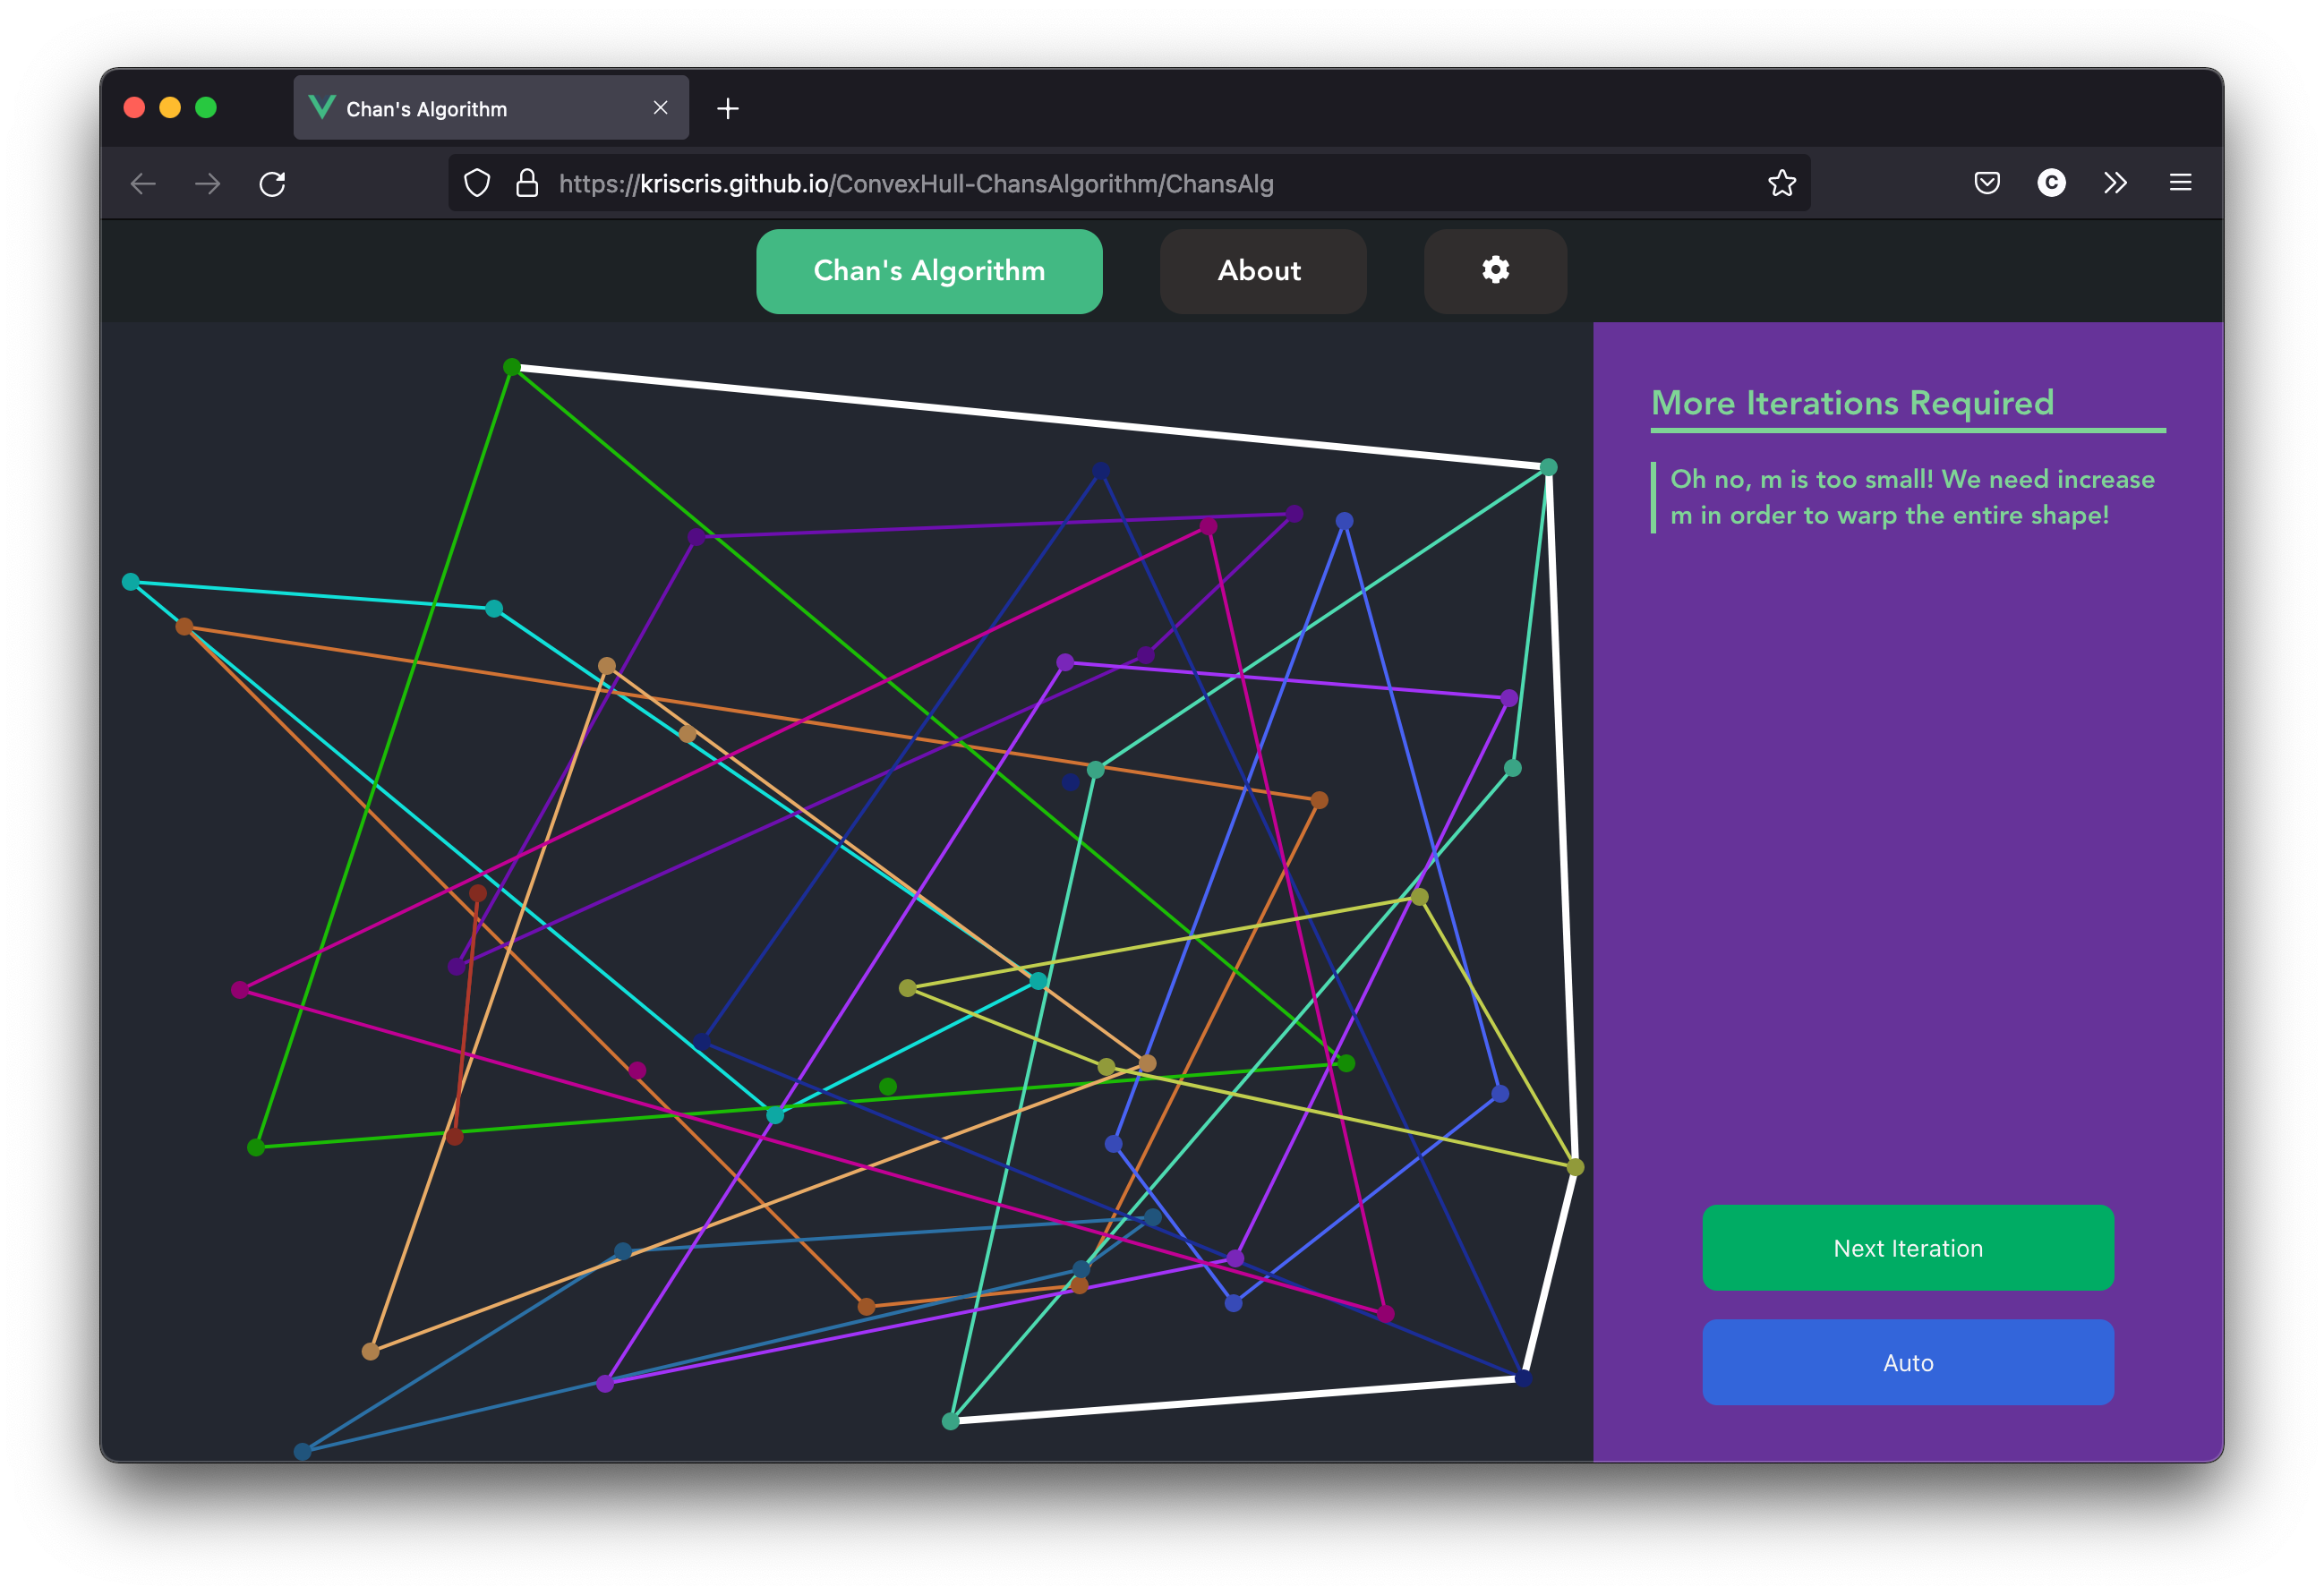 Chan's Algorithm
https://kriscris.github.io/ConvexHull-ChansAlgorithm/ChansAlg
C
Chan's Algorithm
About
More Iterations Required
Oh no, m is too small! We need increase
m in order to warp the entire shape!
Next Iteration
Auto